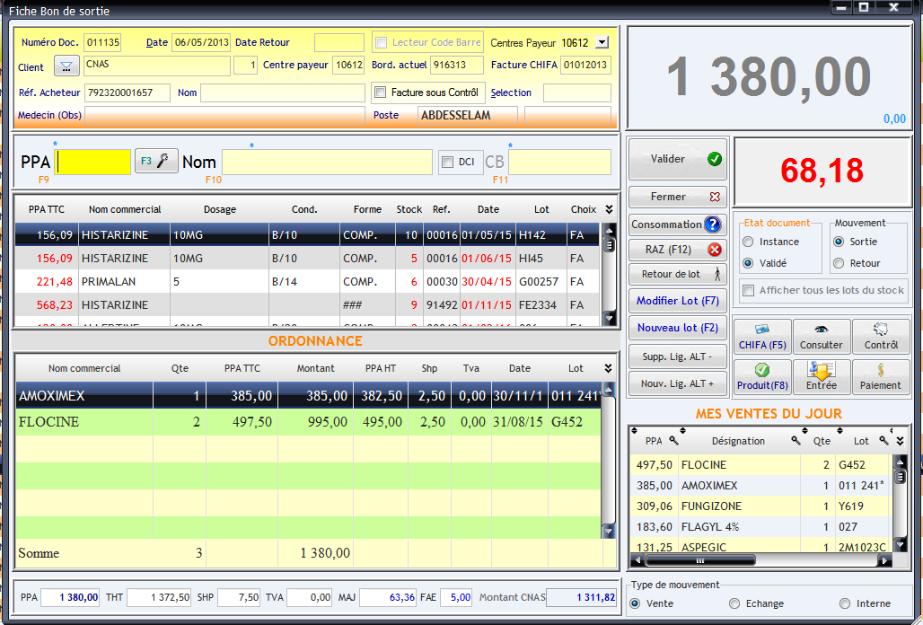 Fiche Bon de sortie
Numéro Doc. 011135 Date 06/05/2013 Date Retour Lecteur Code Barre Centres Payeur 10612
Client CNAS 1 Centre payeur 10612 Bord. actuel 916313 Facture CHIFA 01012013
Réf. Acheteur 792320001657 Nom Facture sous Contrôl Selection
Medecin (Obs) Poste ABDESSELAM
1 380,00
0,00
PPA F3 Nom DCI CB
F9 F10 F11
68,18
Valider
Fermer
Consommation
RAZ (F12)
Retour de lot
Modifier Lot (F7)
Nouveau lot (F2)
Supp. Lig. ALT -
Nouv. Lig. ALT +
Etat document
Instance
Validé
Mouvement
Sortie
Retour
Afficher tous les lots du stock
CHIFA (F5) Consulter Contrôl
Produit(F8) Entrée Paiement
PPA TTC Nom commercial Dosage Cond. Forme Stock Ref. Date Lot Choix
156,09 HISTARIZINE 10MG B/10 COMP. 10 00016 01/05/15 H142 FA
156,09 HISTARIZINE 10MG B/10 COMP. 5 00016 01/06/15 HI45 FA
221,48 PRIMALAN 5 B/14 COMP. 6 00030 30/04/15 G00257 FA
568,23 HISTARIZINE ### 9 91492 01/11/15 FE2334 FA
ORDONNANCE
Nom commercial Qte PPA TTC Montant PPA HT Shp Tva Date Lot
AMOXIMEX 1 385,00 385,00 382,50 2,50 0,00 30/11/1 011 241
FLOCINE 2 497,50 995,00 495,00 2,50 0,00 31/08/15 G452
Somme 3 1 380,00
MES VENTES DU JOUR
PPA Désignation Qte Lot
497,50 FLOCINE 2 G452
385,00 AMOXIMEX 1 011 241*
309,06 FUNGIZONE 1 Y619
183,60 FLAGYL 4% 1 027
131,25 ASPEGIC 1 2M1023C
PPA 1 380,00 THT 1 372,50 SHP 7,50 TVA 0,00 MAJ 63,36 FAE 5,00 Montant CNAS 1 311,82
Type de mouvement
Vente Echange Interne